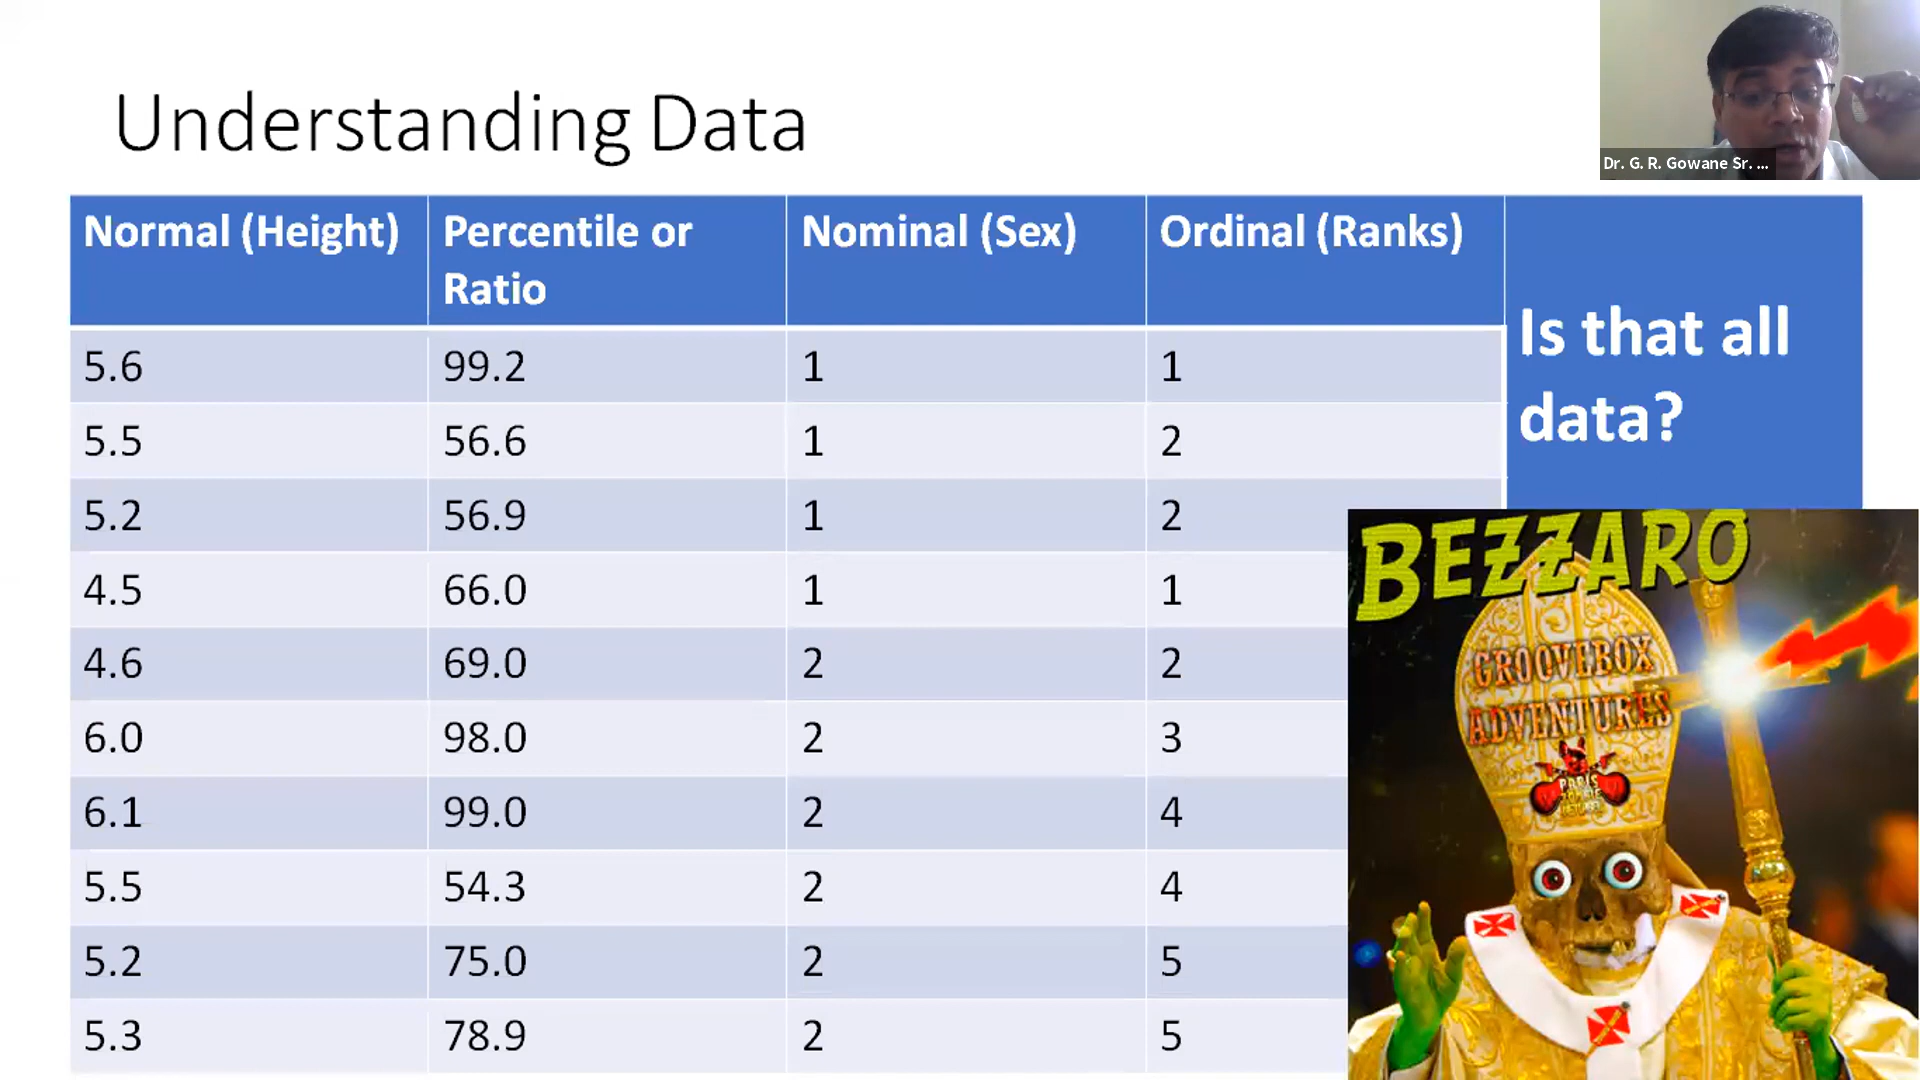 Understanding Data
Dr. G. R. Gowane Sr. ...
Normal (Height) Percentile or Ratio Nominal (Sex) Ordinal (Ranks)
Is that all
data?
5.6 99.2 1 1
5.5 56.6 1 2
5.2 56.9 1 2
4.5 66.0 1 1
4.6 69.0 2 2
6.0 98.0 2 3
6.1 99.0 2 4
5.5 54.3 2 4
5.2 75.0 2 5
5.3 78.9 2 5
BEZZARO
GROOVEBOX
ADVENTURES
PARIS
ZOMBIE